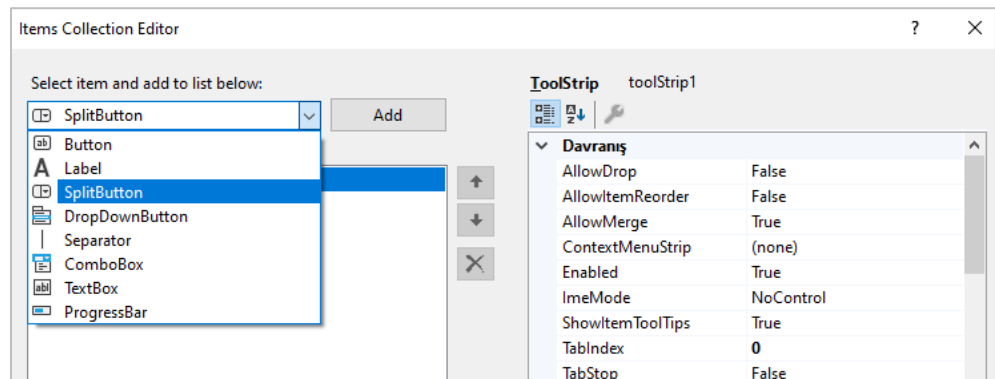 Items Collection Editor
?
Select item and add to list below:
SplitButton
Add
Button
Label
SplitButton
DropDownButton
Separator
ComboBox
TextBox
ProgressBar
ToolStrip toolStrip1
Davranış
AllowDrop False
AllowItemReorder False
AllowMerge True
ContextMenuStrip (none)
Enabled True
ImeMode NoControl
ShowItemToolTips True
TabIndex 0
TabStop False